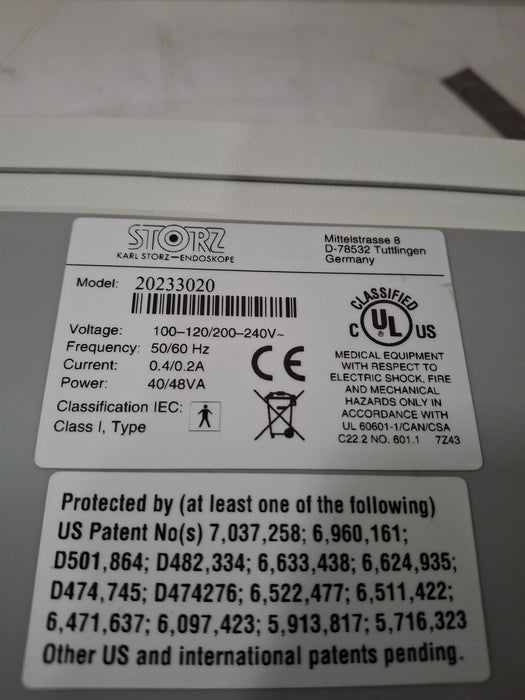 STORZ
KARL STORZ—ENDOSKOPE
Mittelstrasse 8
D-78532 Tuttlingen
Germany
Model: 20233020
Voltage: 100–120/200–240V~
Frequency: 50/60 Hz
Current: 0.4/0.2A
Power: 40/48VA
Classification IEC:
Class I, Type
CE
CLASSIFIED
C UL US
MEDICAL EQUIPMENT
WITH RESPECT TO
ELECTRIC SHOCK, FIRE
AND MECHANICAL
HAZARDS ONLY IN
ACCORDANCE WITH
UL 60601-1/CAN/CSA
C22.2 NO. 601.1 7Z43
Protected by (at least one of the following)
US Patent No(s) 7,037,258; 6,960,161;
D501,864; D482,334; 6,633,438; 6,624,935;
D474,745; D474276; 6,522,477; 6,511,422;
6,471,637; 6,097,423; 5,913,817; 5,716,323
Other US and international patents pending.